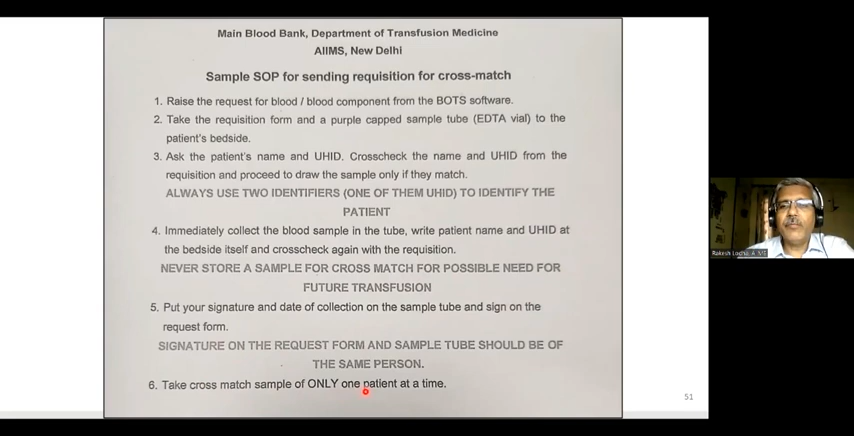 Main Blood Bank, Department of Transfusion Medicine
AIIMS, New Delhi
Sample SOP for sending requisition for cross-match
1. Raise the request for blood / blood component from the BOTS software.
2. Take the requisition form and a purple capped sample tube (EDTA vial) to the
patient's bedside.
3. Ask the patient's name and UHID. Crosscheck the name and UHID from the
requisition and proceed to draw the sample only if they match.
ALWAYS USE TWO IDENTIFIERS (ONE OF THEM UHID) TO IDENTIFY THE
PATIENT
4. Immediately collect the blood sample in the tube, write patient name and UHID at
the bedside itself and crosscheck again with the requisition.
NEVER STORE A SAMPLE FOR CROSS MATCH FOR POSSIBLE NEED FOR
FUTURE TRANSFUSION
5. Put your signature and date of collection on the sample tube and sign on the
request form.
SIGNATURE ON THE REQUEST FORM AND SAMPLE TUBE SHOULD BE OF
THE SAME PERSON.
6. Take cross match sample of ONLY one patient at a time.
51
Rakesh